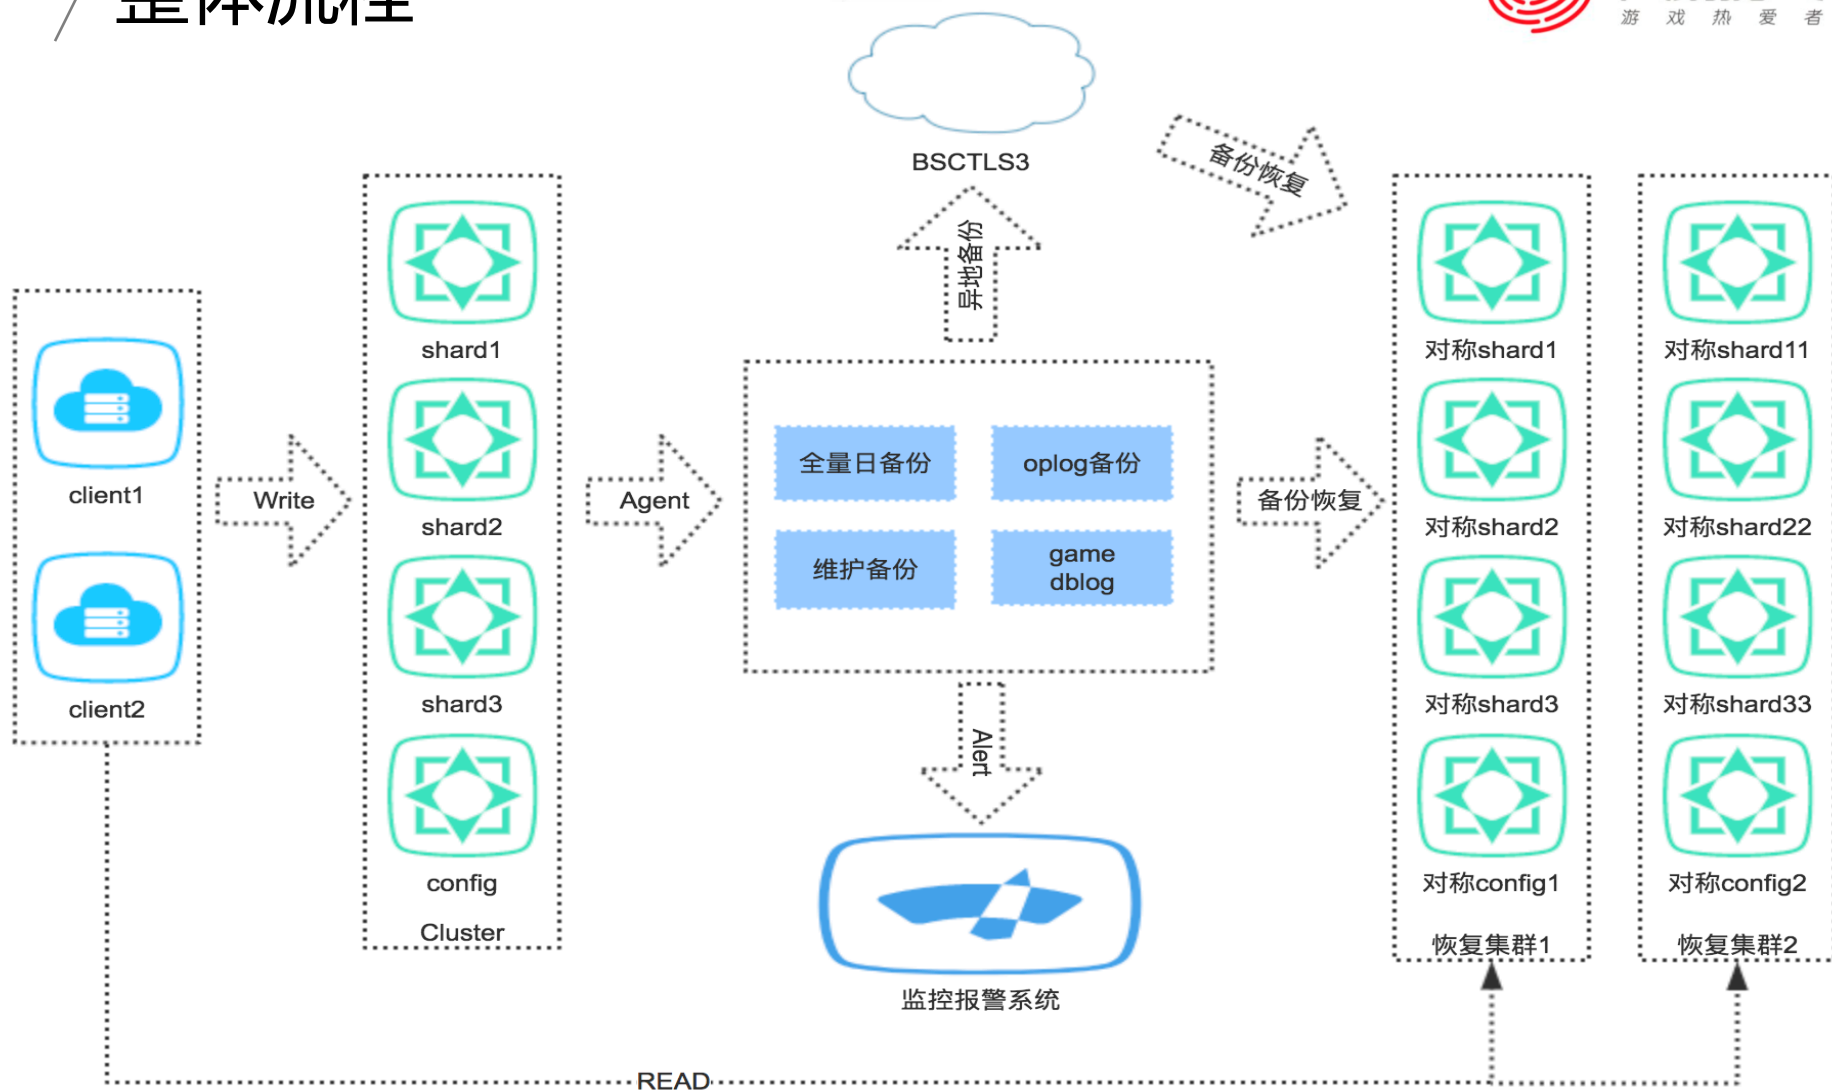 整体流程
游戏热爱者
BSCTLS3
备份恢复
异地备份
client1
client2
Write
shard1
shard2
shard3
config
Cluster
Agent
全量日备份
oplog备份
维护备份
game
dblog
备份恢复
Alert
监控报警系统
对称shard1
对称shard2
对称shard3
对称config1
恢复集群1
对称shard11
对称shard22
对称shard33
对称config2
恢复集群2
READ